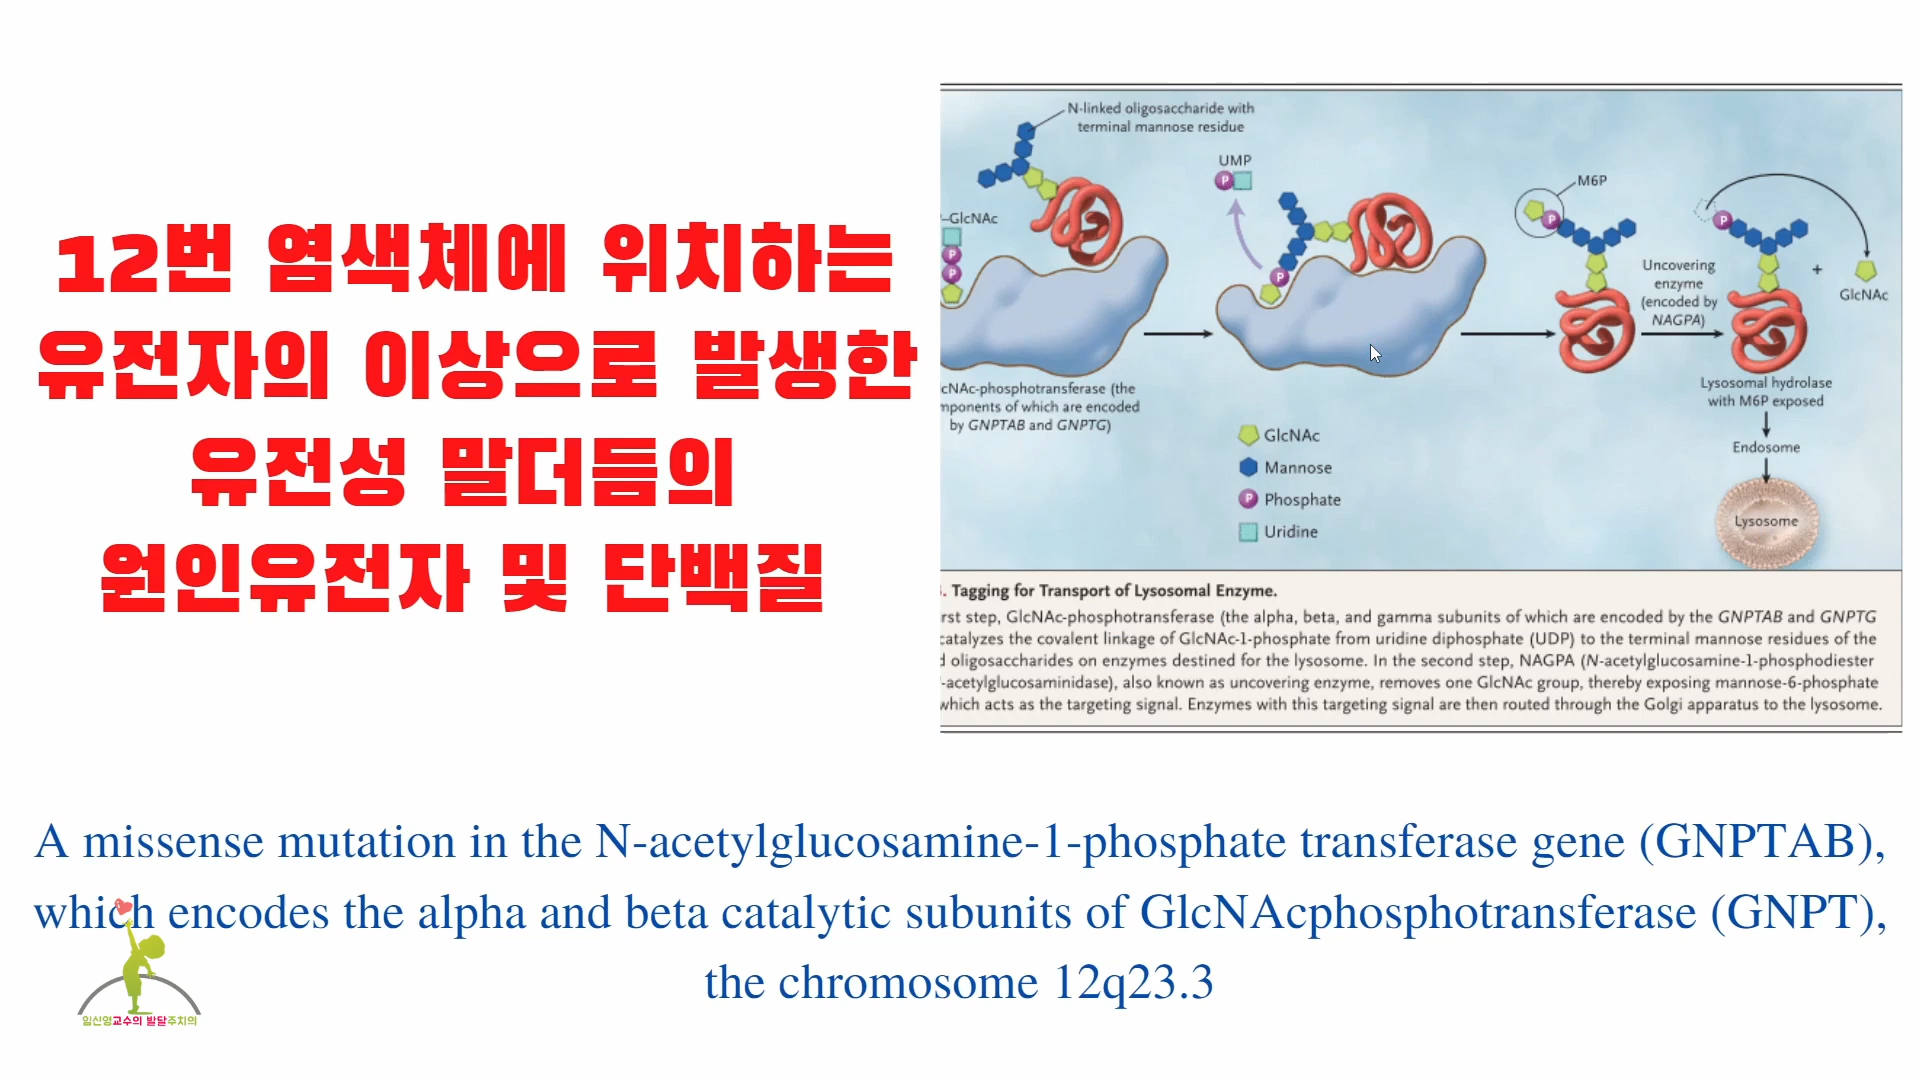 12번 염색체에 위치하는
유전자의 이상으로 발생한
유전성 말더듬의
원인유전자 및 단백질
N-linked oligosaccharide with
terminal mannose residue
–GlcNAc
UMP
P
P
P
P
M6P
P
P
Uncovering
enzyme
(encoded by
NAGPA)
+
GlcNAc
cNAc-phosphotransferase (the
mponents of which are encoded
by GNPTAB and GNPTG)
Lysosomal hydrolase
with M6P exposed
Endosome
Lysosome
GlcNAc
Mannose
P
Phosphate
Uridine
. Tagging for Transport of Lysosomal Enzyme.
rst step, GlcNAc-phosphotransferase (the alpha, beta, and gamma subunits of which are encoded by the GNPTAB and GNPTG
catalyzes the covalent linkage of GlcNAc-1-phosphate from uridine diphosphate (UDP) to the terminal mannose residues of the
d oligosaccharides on enzymes destined for the lysosome. In the second step, NAGPA (N-acetylglucosamine-1-phosphodiester
-acetylglucosaminidase), also known as uncovering enzyme, removes one GlcNAc group, thereby exposing mannose-6-phosphate
which acts as the targeting signal. Enzymes with this targeting signal are then routed through the Golgi apparatus to the lysosome.
A missense mutation in the N-acetylglucosamine-1-phosphate transferase gene (GNPTAB),
which encodes the alpha and beta catalytic subunits of GlcNAcphosphotransferase (GNPT),
the chromosome 12q23.3
임신영교수의 발달주치의